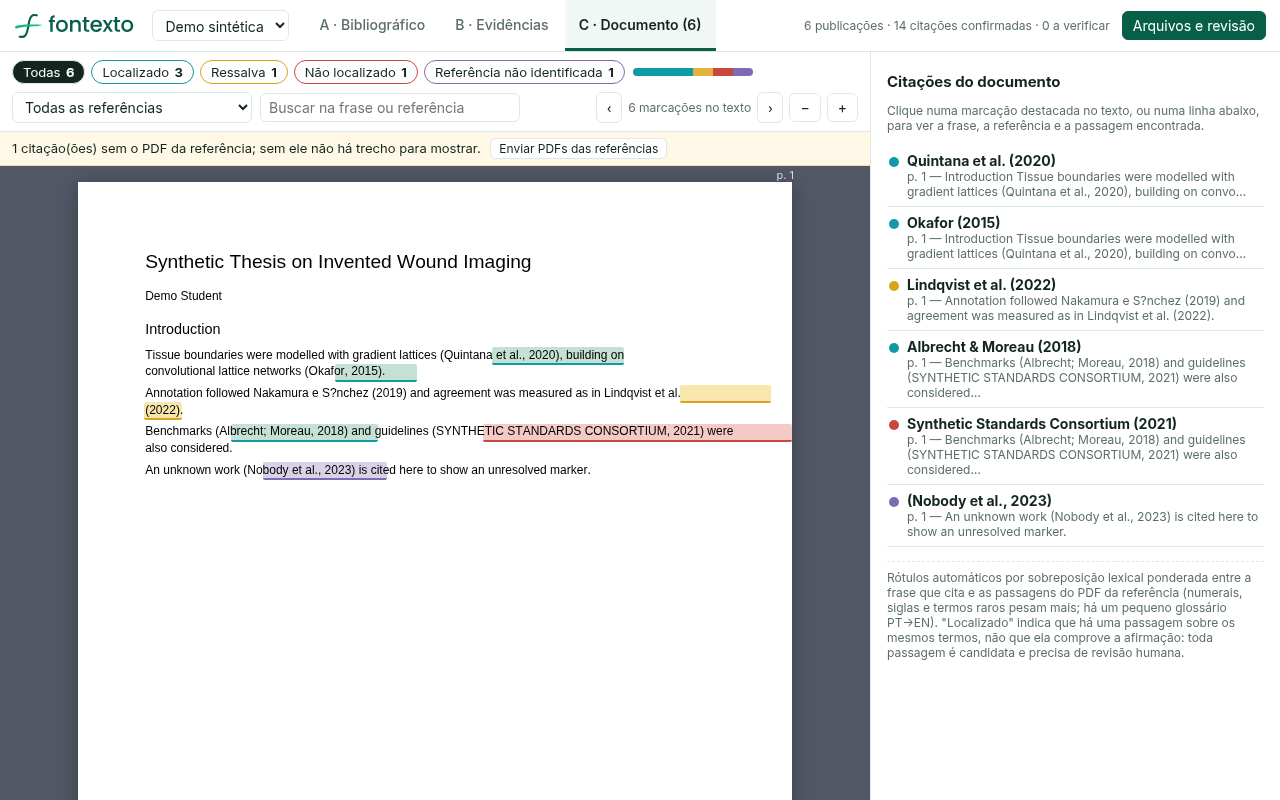 fontexto
Demo sintética
A · Bibliográfico
B · Evidências
C · Documento (6)
6 publicações · 14 citações confirmadas · 0 a verificar
Arquivos e revisão
Todas 6
Localizado 3
Ressalva 1
Não localizado 1
Referência não identificada 1
Todas as referências
Buscar na frase ou referência
‹
6 marcações no texto
›
−
+
1 citação(ões) sem o PDF da referência; sem ele não há trecho para mostrar.
Enviar PDFs das referências
p. 1
Synthetic Thesis on Invented Wound Imaging
Demo Student
Introduction
Tissue boundaries were modelled with gradient lattices (Quintana et al., 2020), building on
convolutional lattice networks (Okafor, 2015).
Annotation followed Nakamura e S?nchez (2019) and agreement was measured as in Lindqvist et al.
(2022).
Benchmarks (Albrecht; Moreau, 2018) and guidelines (SYNTHETIC STANDARDS CONSORTIUM, 2021) were
also considered.
An unknown work (Nobody et al., 2023) is cited here to show an unresolved marker.
Citações do documento
Clique numa marcação destacada no texto, ou numa linha abaixo,
para ver a frase, a referência e a passagem encontrada.
Quintana et al. (2020)
p. 1 — Introduction Tissue boundaries were modelled with
gradient lattices (Quintana et al., 2020), building on convo…
Okafor (2015)
p. 1 — Introduction Tissue boundaries were modelled with
gradient lattices (Quintana et al., 2020), building on convo…
Lindqvist et al. (2022)
p. 1 — Annotation followed Nakamura e S?nchez (2019) and
agreement was measured as in Lindqvist et al. (2022).
Albrecht & Moreau (2018)
p. 1 — Benchmarks (Albrecht; Moreau, 2018) and guidelines
(SYNTHETIC STANDARDS CONSORTIUM, 2021) were also
considered…
Synthetic Standards Consortium (2021)
p. 1 — Benchmarks (Albrecht; Moreau, 2018) and guidelines
(SYNTHETIC STANDARDS CONSORTIUM, 2021) were also
considered…
(Nobody et al., 2023)
p. 1 — An unknown work (Nobody et al., 2023) is cited here to
show an unresolved marker.
Rótulos automáticos por sobreposição lexical ponderada entre a
frase que cita e as passagens do PDF da referência (numerais,
siglas e termos raros pesam mais; há um pequeno glossário
PT→EN). "Localizado" indica que há uma passagem sobre os
mesmos termos, não que ela comprove a afirmação: toda
passagem é candidata e precisa de revisão humana.